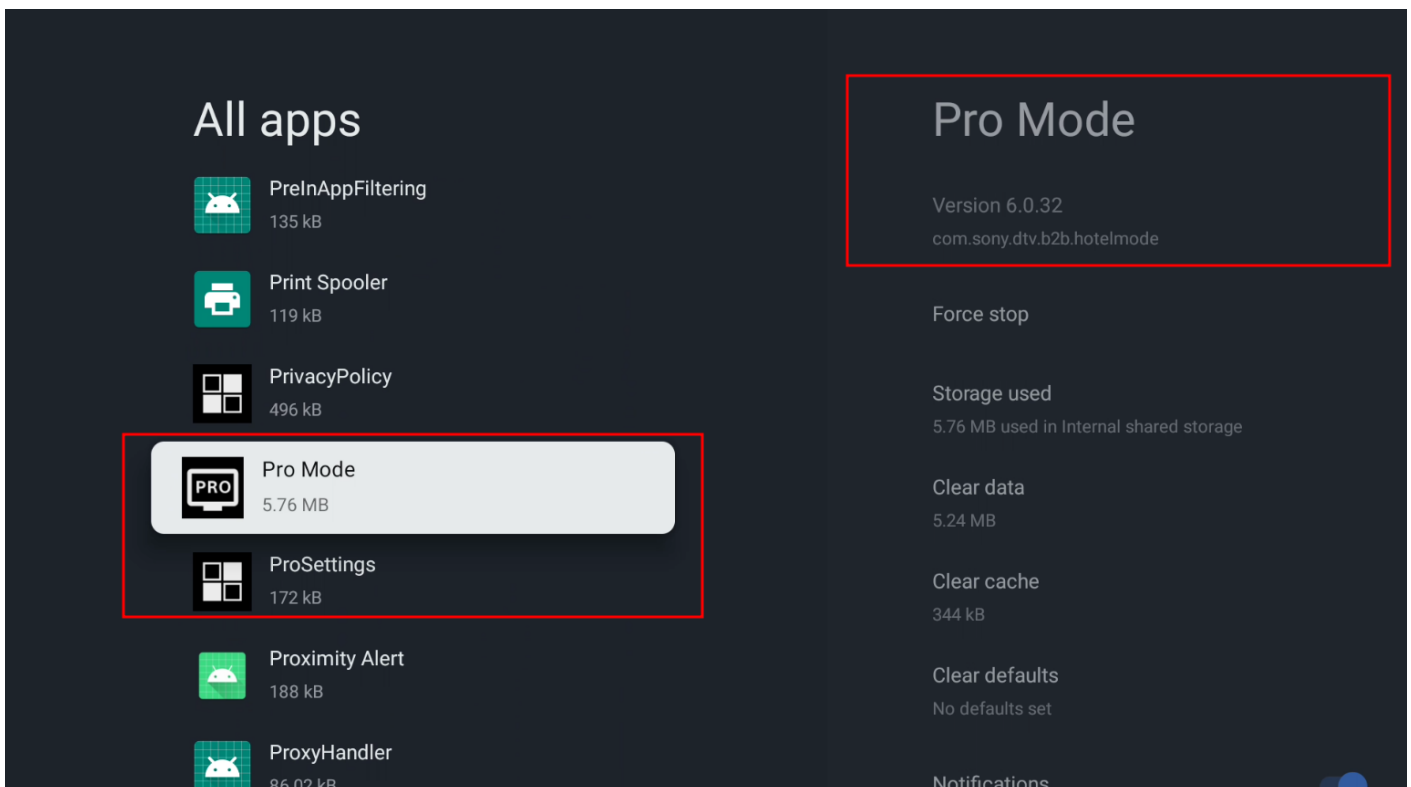 All apps
PreInAppFiltering
135 kB
Print Spooler
119 kB
PrivacyPolicy
496 kB
PRO
Pro Mode
5.76 MB
ProSettings
172 kB
Proximity Alert
188 kB
ProxyHandler
86.02 kB
Pro Mode
Version 6.0.32
com.sony.dtv.b2b.hotelmode
Force stop
Storage used
5.76 MB used in Internal shared storage
Clear data
5.24 MB
Clear cache
344 kB
Clear defaults
No defaults set
Notifications